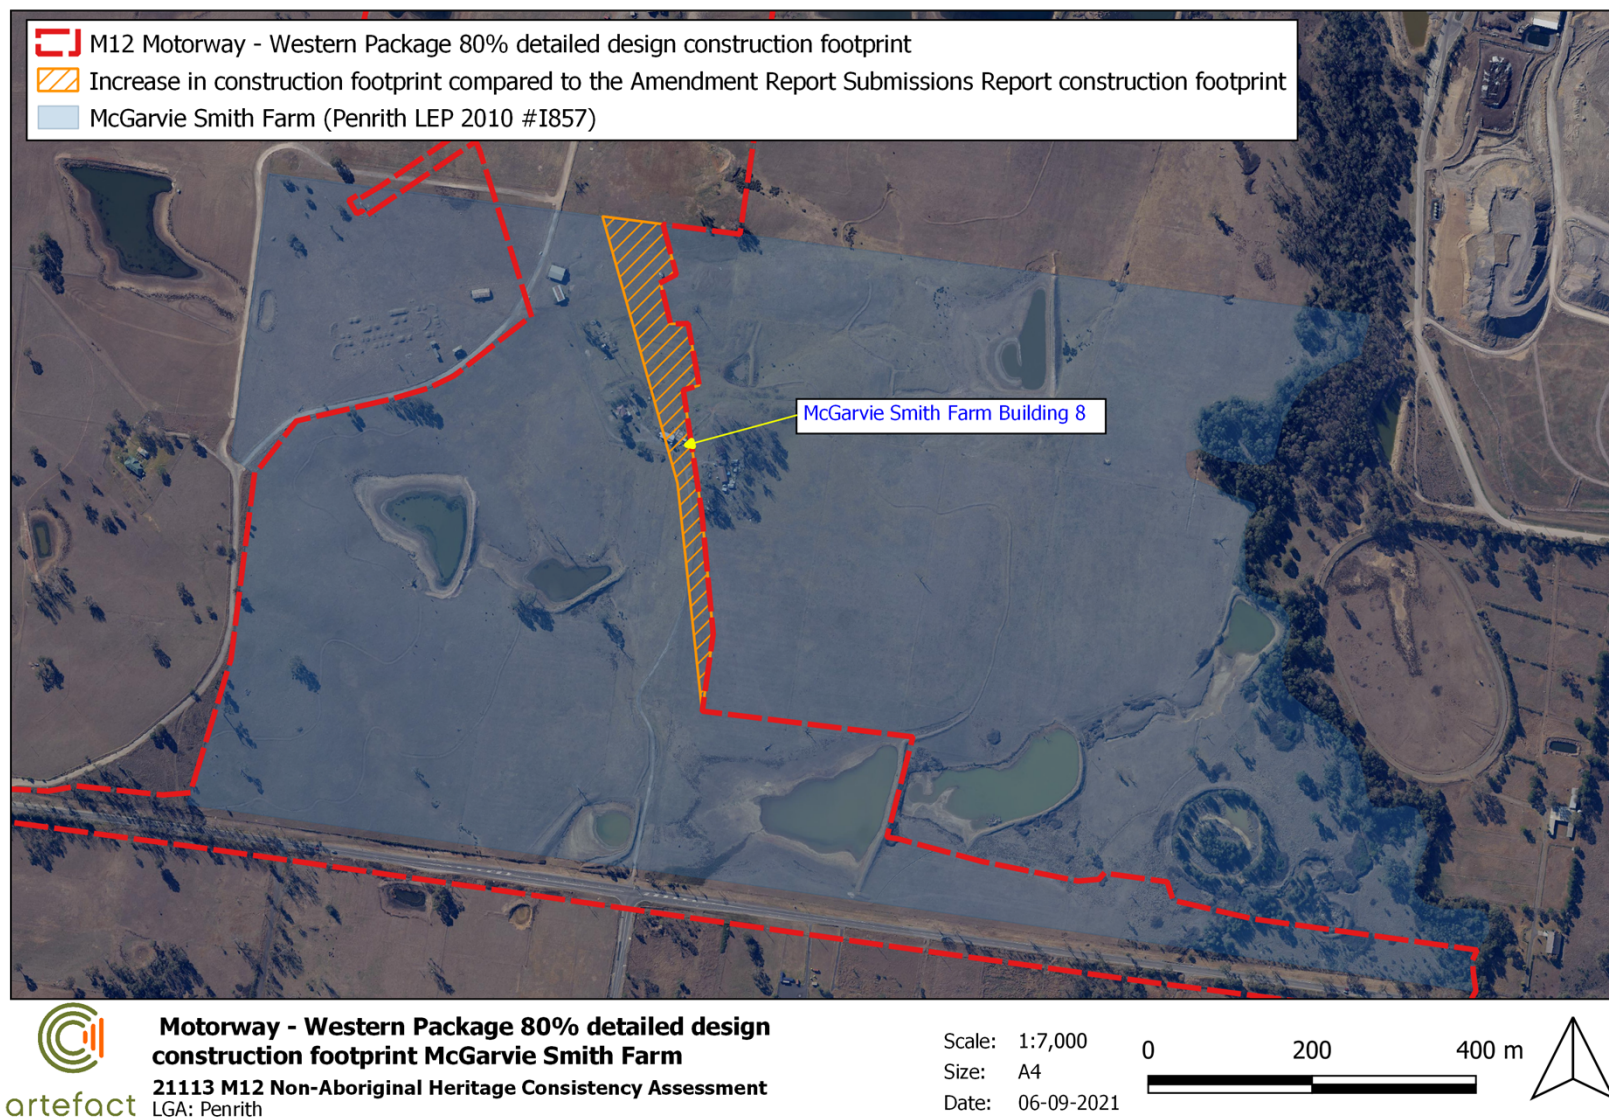 M12 Motorway - Western Package 80% detailed design construction footprint
Increase in construction footprint compared to the Amendment Report Submissions Report construction footprint
McGarvie Smith Farm (Penrith LEP 2010 #I857)
McGarvie Smith Farm Building 8
artefact
Motorway - Western Package 80% detailed design
construction footprint McGarvie Smith Farm
21113 M12 Non-Aboriginal Heritage Consistency Assessment
LGA: Penrith
Scale: 1:7,000
Size: A4
Date: 06-09-2021
0 200 400 m